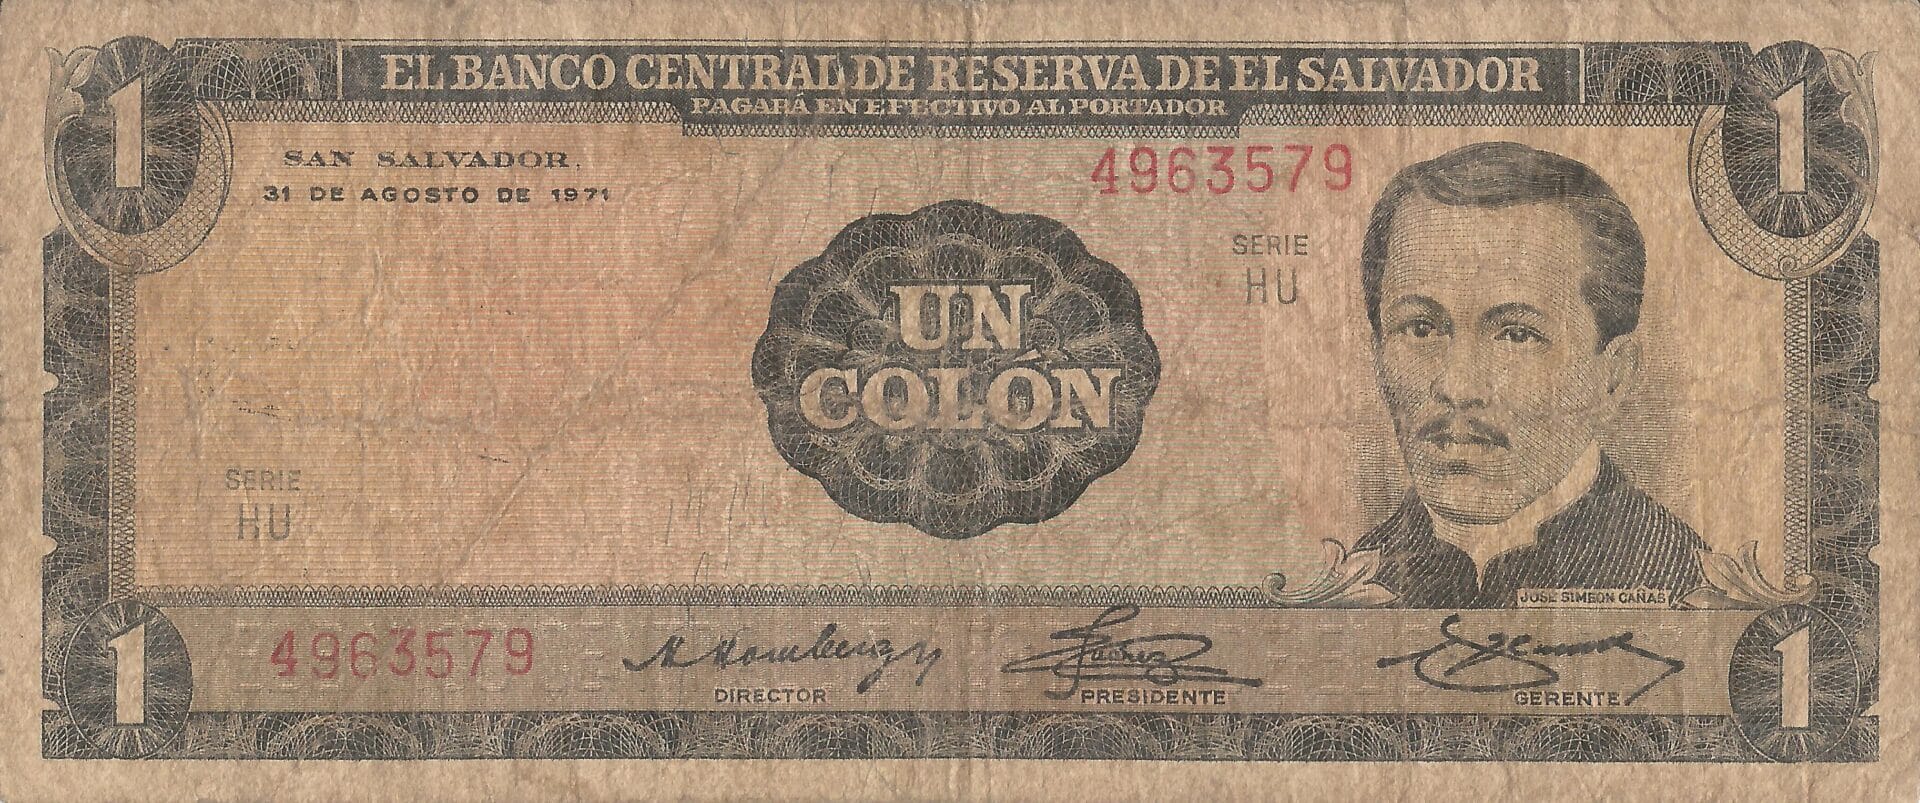 1 EL BANCO CENTRAL DE RESERVA DE EL SALVADOR 1
PAGARÁ EN EFECTIVO AL PORTADOR
SAN SALVADOR,
31 DE AGOSTO DE 1971
4963579
SERIE
HU
UN
COLÓN
SERIE
HU
JOSE SIMEON CAÑAS
1 4963579 1
DIRECTOR PRESIDENTE GERENTE